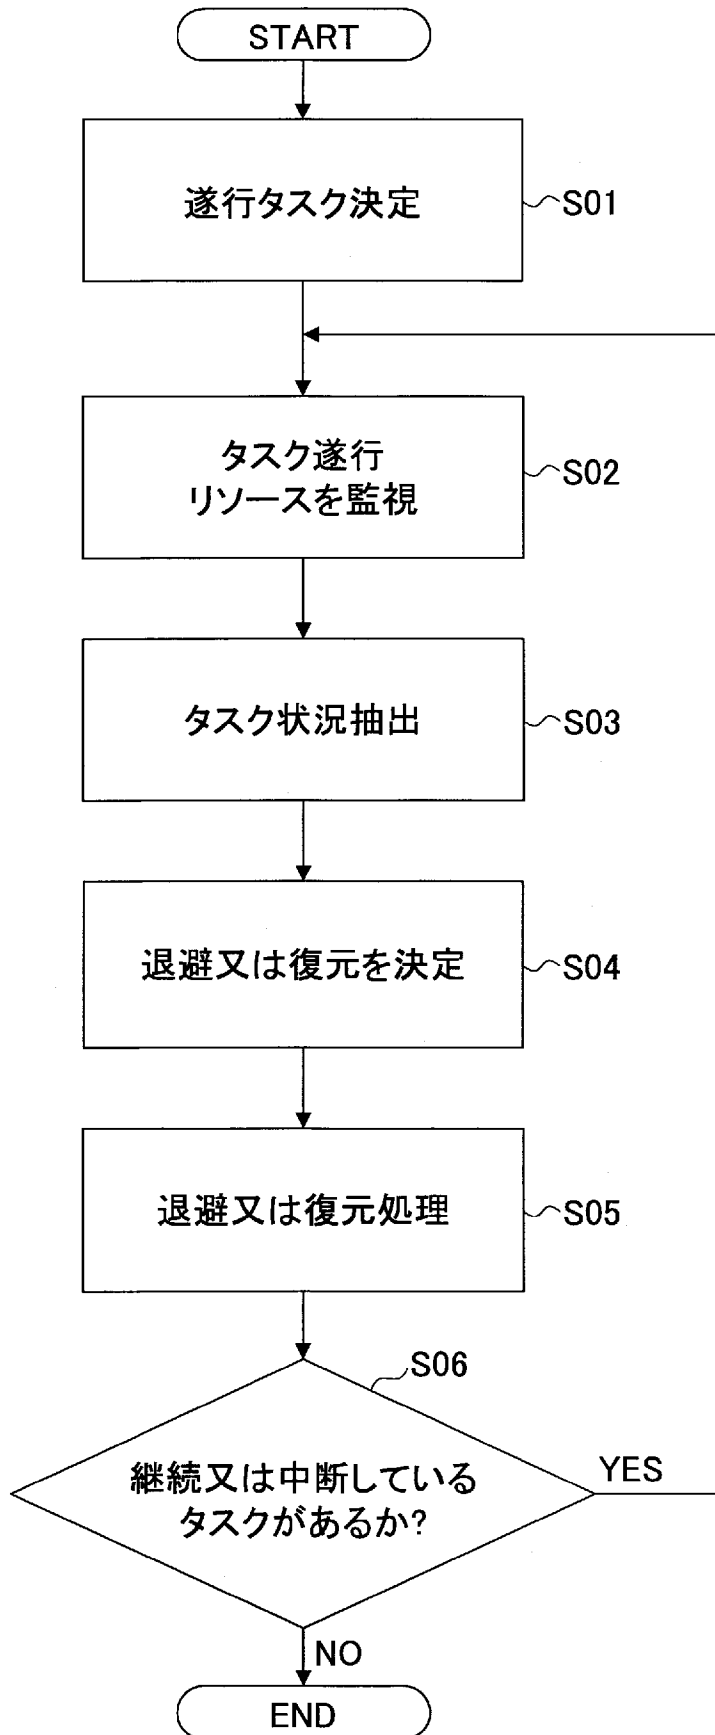 START
遂行タスク決定
S01
タスク遂行
リソースを監視
S02
タスク状況抽出
S03
退避又は復元を決定
S04
退避又は復元処理
S05
S06
継続又は中断している
タスクがあるか?
YES
NO
END